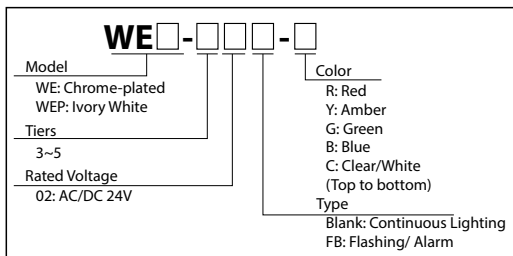 WE□-□□□-□
Model
WE: Chrome-plated
WEP: Ivory White
Tiers
3~5
Rated Voltage
02: AC/DC 24V
Color
R: Red
Y: Amber
G: Green
B: Blue
C: Clear/White
(Top to bottom)
Type
Blank: Continuous Lighting
FB: Flashing/ Alarm